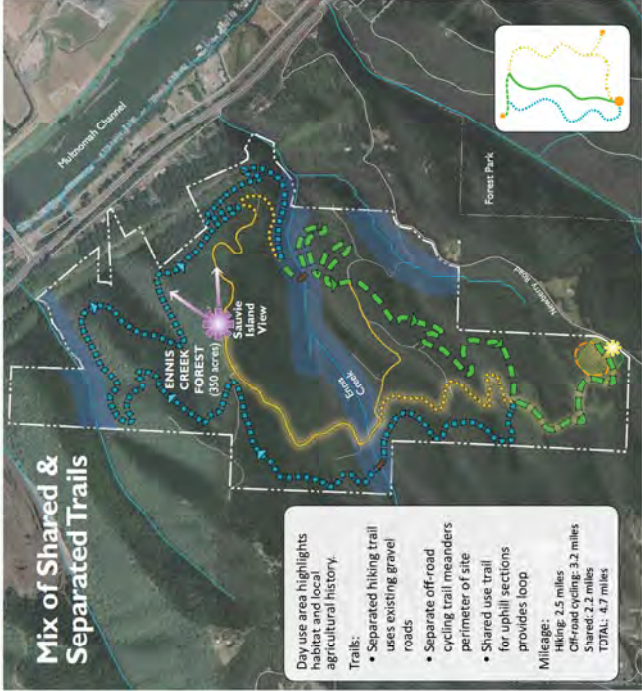 Mix of Shared &
Separated Trails
Day use area highlights
habitat and local
agricultural history.
Trails:
• Separated hiking trail
uses existing gravel
roads
• Separate off-road
cycling trail meanders
perimeter of site
• Shared use trail
for uphill sections
provides loop
Mileage:
Hiking: 2.5 miles
Off-road cycling: 3.2 miles
Shared: 2.2 miles
TOTAL: 4.7 miles
ENNIS
CREEK
FOREST
(350 acres)
Sauvie
Island
View
Ennis
Creek
Multnomah Channel
Newberry Road
Forest Park